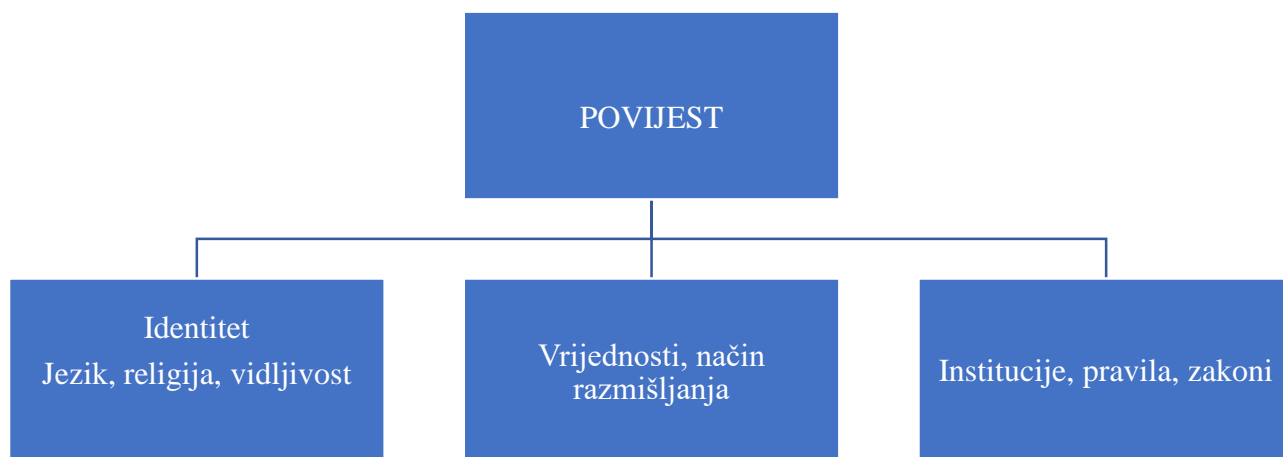 POVIJEST
Identitet
Jezik, religija, vidljivost
Vrijednosti, način
razmišljanja
Institucije, pravila, zakoni